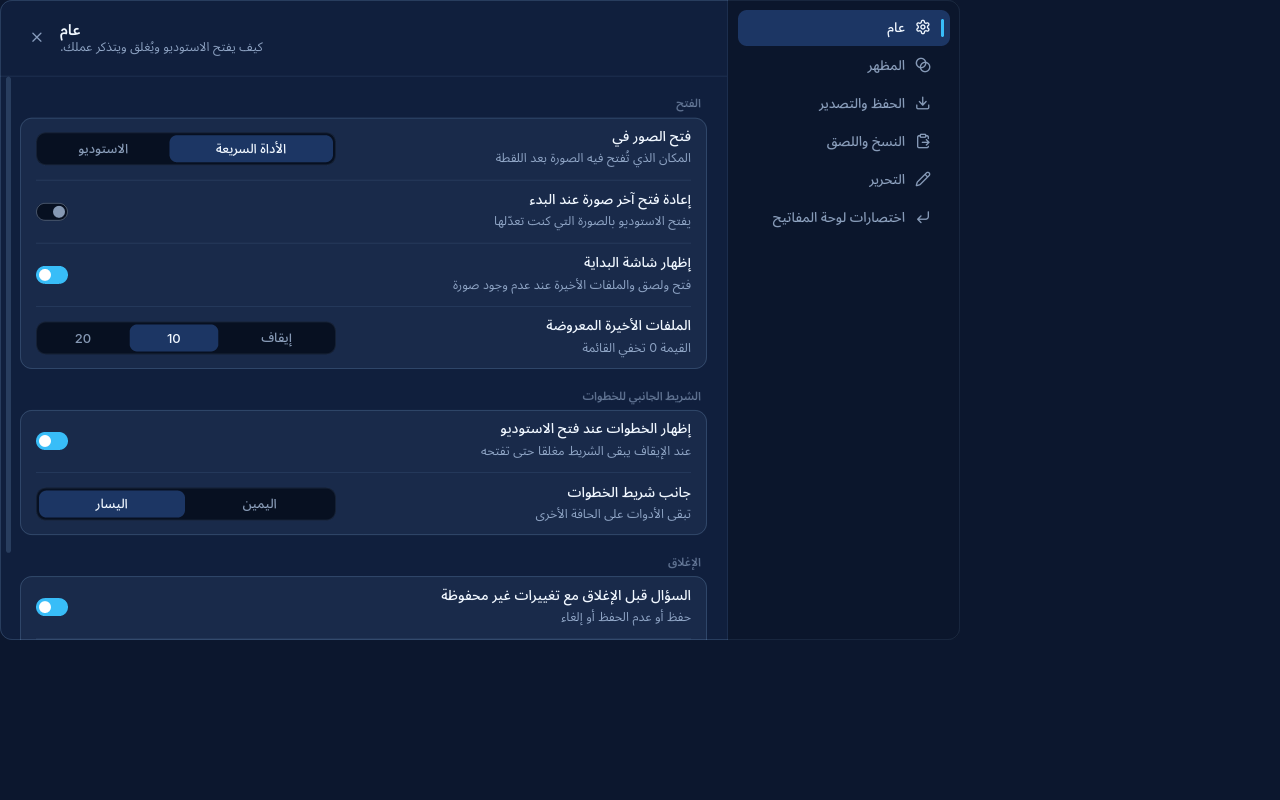 عام
المظهر
الحفظ والتصدير
النسخ واللصق
التحرير
اختصارات لوحة المفاتيح
عام
كيف يفتح الاستوديو ويُغلق ويتذكر عملك.
الفتح
فتح الصور في
المكان الذي تُفتح فيه الصورة بعد اللقطة
الأداة السريعة
الاستوديو
إعادة فتح آخر صورة عند البدء
يفتح الاستوديو بالصورة التي كنت تعدّلها
إظهار شاشة البداية
فتح ولصق والملفات الأخيرة عند عدم وجود صورة
الملفات الأخيرة المعروضة
القيمة 0 تخفي القائمة
إيقاف
10
20
الشريط الجانبي للخطوات
إظهار الخطوات عند فتح الاستوديو
عند الإيقاف يبقى الشريط مغلقا حتى تفتحه
جانب شريط الخطوات
تبقى الأدوات على الحافة الأخرى
اليمين
اليسار
الإغلاق
السؤال قبل الإغلاق مع تغييرات غير محفوظة
حفظ أو عدم الحفظ أو إلغاء